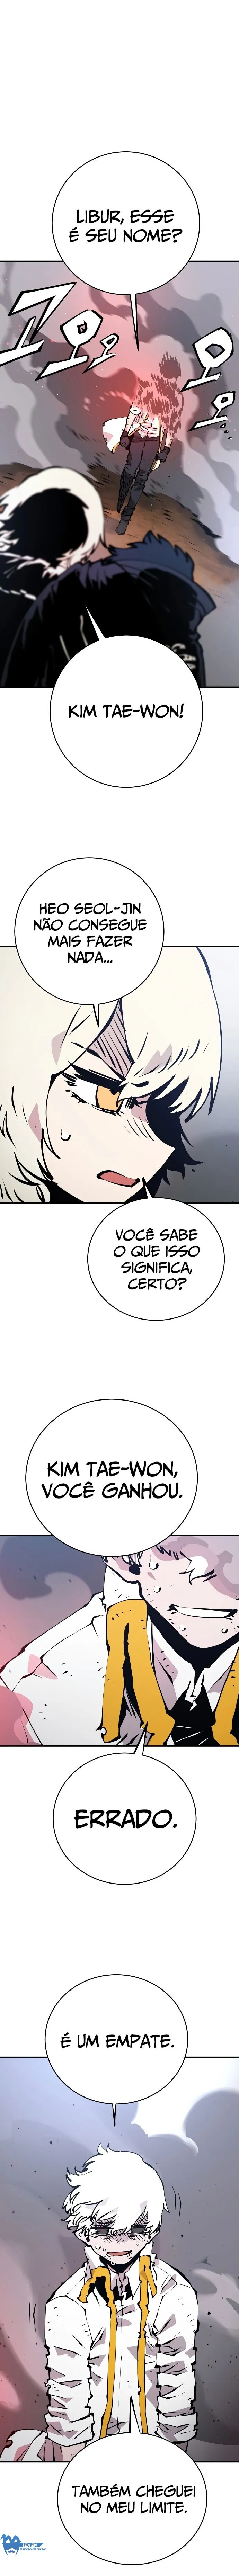 LIBUR, ESSE
É SEU NOME?
고오오
오오
KIM TAE-WON!
HEO SEOL-JIN
NÃO CONSEGUE
MAIS FAZER
NADA...
VOCÊ SABE
O QUE ISSO
SIGNIFICA,
CERTO?
KIM TAE-WON,
VOCÊ GANHOU.
ERRADO.
É UM EMPATE.
TAMBÉM CHEGUEI
NO MEU LIMITE.